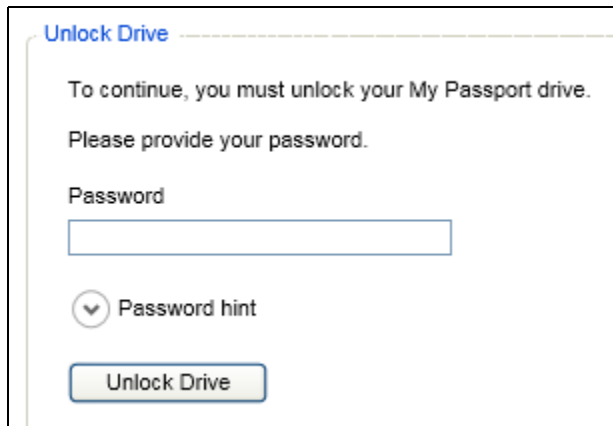 Unlock Drive
To continue, you must unlock your My Passport drive.
Please provide your password.
Password
Password hint
Unlock Drive